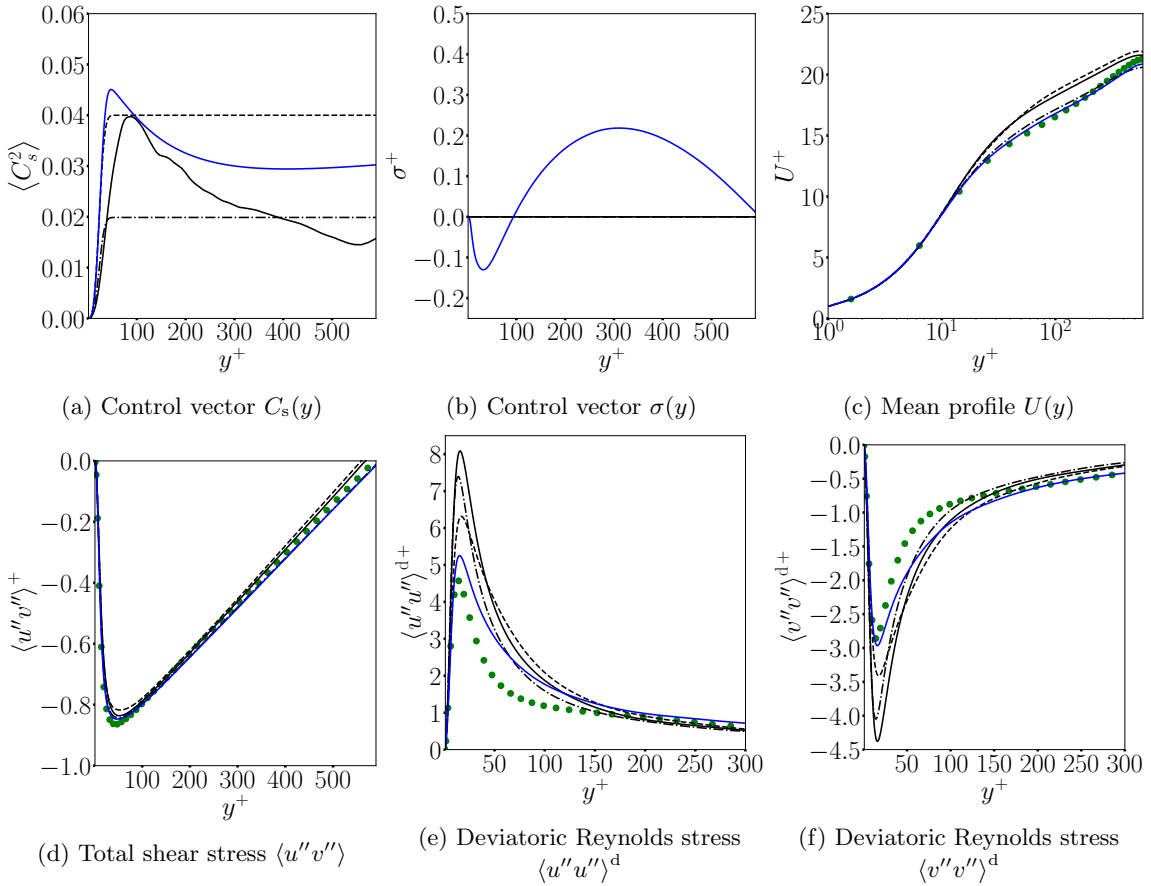 0.06
0.05
0.04
0.03
0.02
0.01
0.00
⟨C_s^2⟩
100 200 300 400 500
y^+
(a) Control vector C_s(y)
0.5
0.4
0.3
0.2
0.1
0.0
−0.1
−0.2
σ^+
100 200 300 400 500
y^+
(b) Control vector σ(y)
25
20
15
10
5
0
U^+
10^0 10^1 10^2
y^+
(c) Mean profile U(y)
0.0
−0.2
−0.4
−0.6
−0.8
−1.0
⟨u''v''⟩^+
100 200 300 400 500
y^+
(d) Total shear stress ⟨u''v''⟩
8
7
6
5
4
3
2
1
0
⟨u''u''⟩^{d+}
50 100 150 200 250 300
y^+
(e) Deviatoric Reynolds stress
⟨u''u''⟩^d
0.0
−0.5
−1.0
−1.5
−2.0
−2.5
−3.0
−3.5
−4.0
−4.5
⟨v''v''⟩^{d+}
50 100 150 200 250 300
y^+
(f) Deviatoric Reynolds stress
⟨v''v''⟩^d